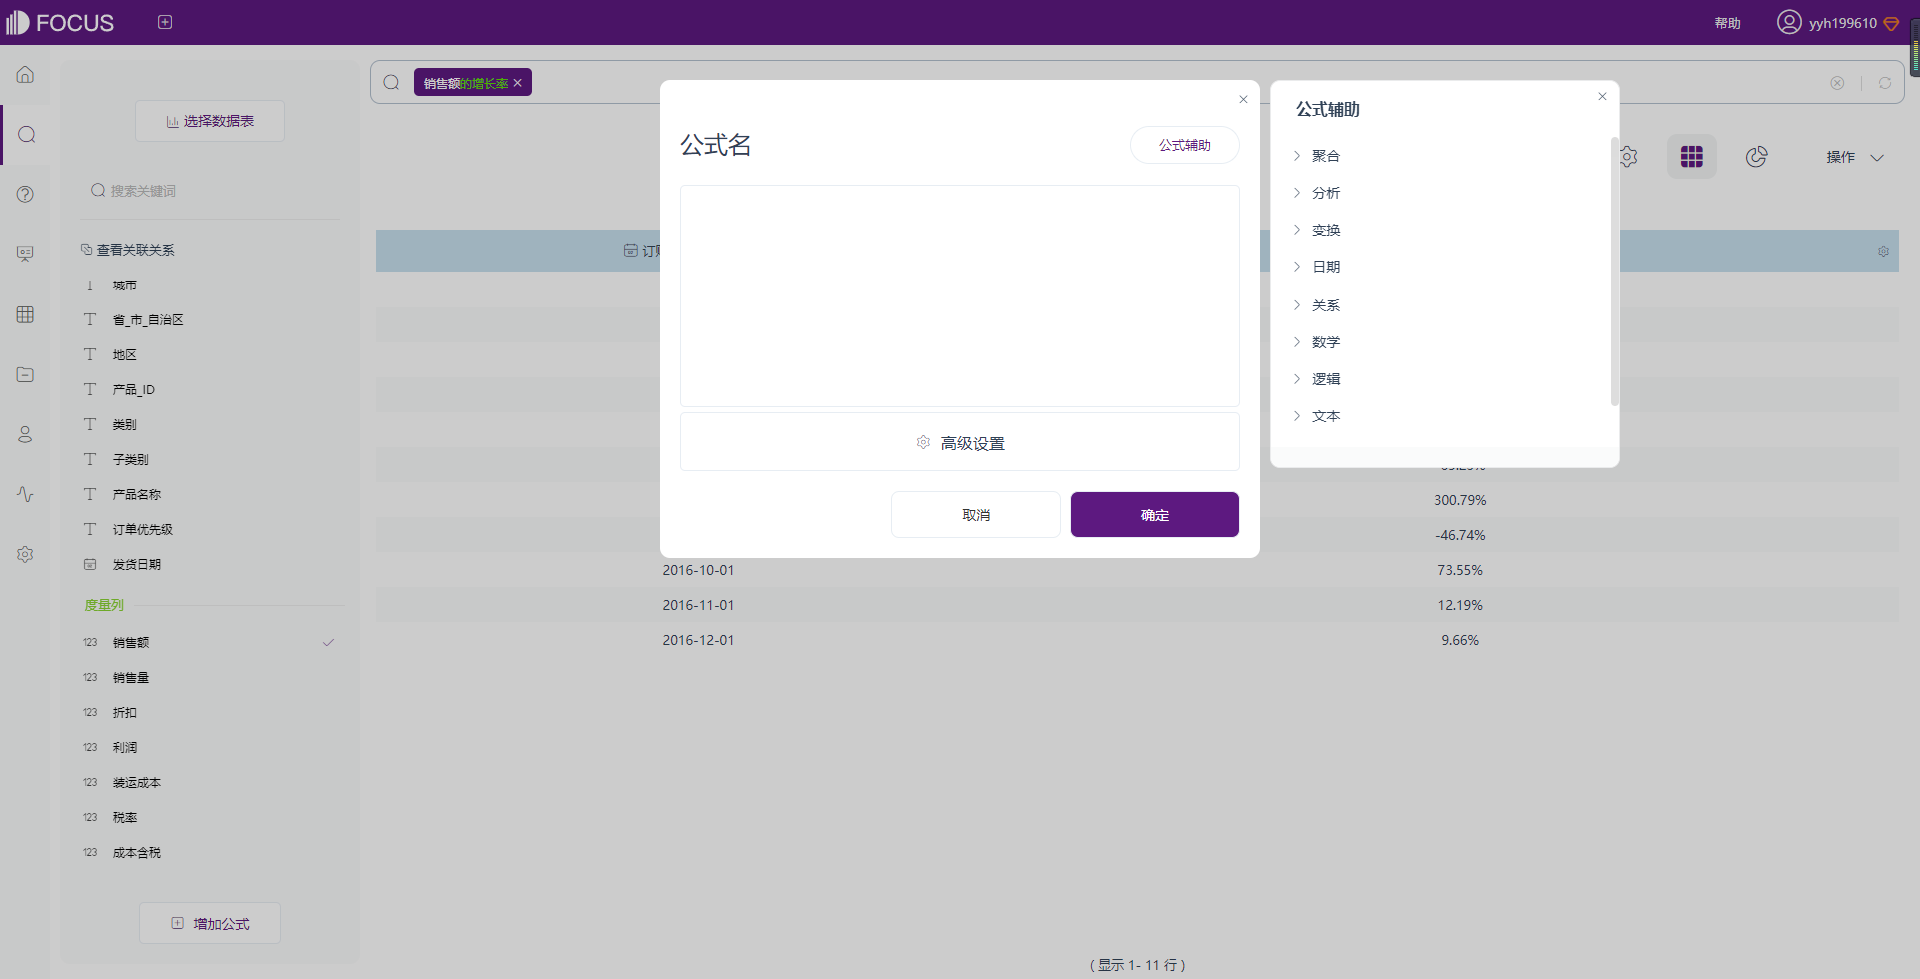 FOCUS
帮助
yyh199610
选择数据表
搜索关键词
查看关联关系
城市
省_市_自治区
地区
产品_ID
类别
子类别
产品名称
订单优先级
发货日期
度量列
123 销售额
123 销售量
123 折扣
123 利润
123 装运成本
123 税率
123 成本含税
增加公式
销售额的增长率
操作
公式名
公式辅助
高级设置
取消
确定
公式辅助
聚合
分析
变换
日期
关系
数学
逻辑
文本
300.79%
-46.74%
2016-10-01 73.55%
2016-11-01 12.19%
2016-12-01 9.66%
( 显示 1- 11 行 )